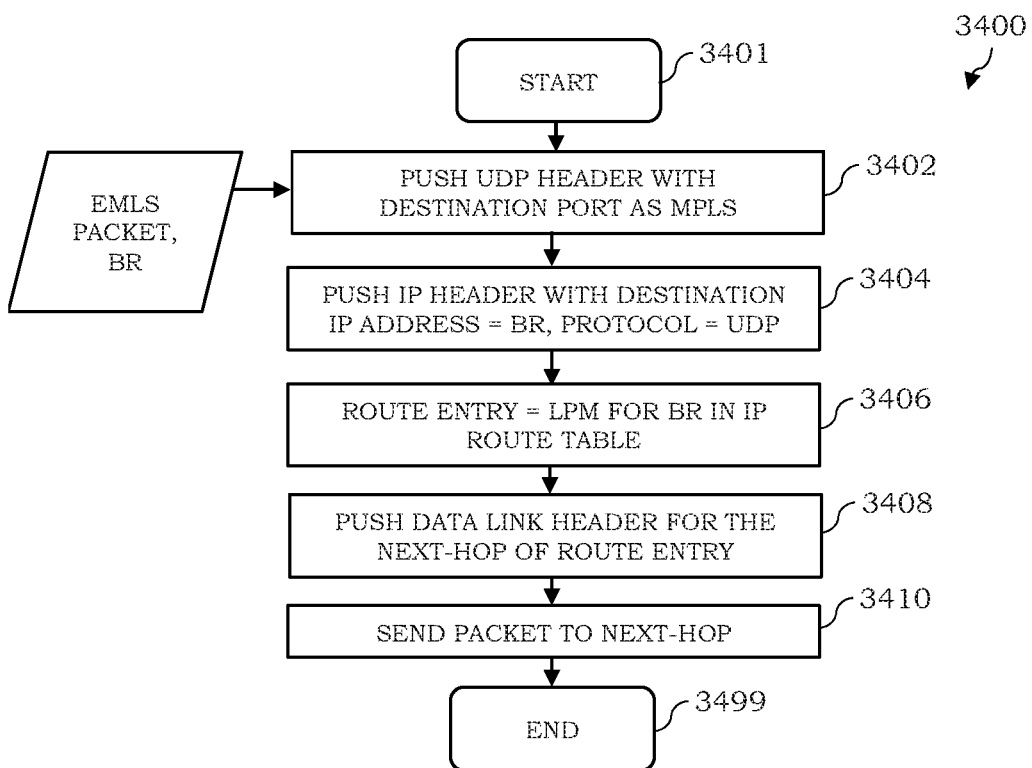 3400
START
3401
EMLS
PACKET,
BR
PUSH UDP HEADER WITH
DESTINATION PORT AS MPLS
3402
PUSH IP HEADER WITH DESTINATION
IP ADDRESS = BR, PROTOCOL = UDP
3404
ROUTE ENTRY = LPM FOR BR IN IP
ROUTE TABLE
3406
PUSH DATA LINK HEADER FOR THE
NEXT-HOP OF ROUTE ENTRY
3408
SEND PACKET TO NEXT-HOP
3410
END
3499